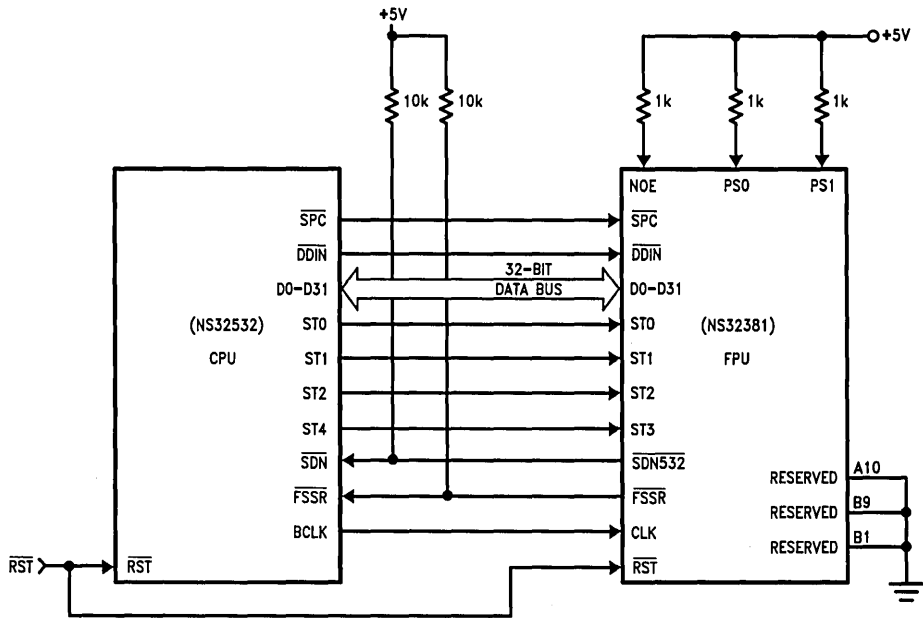 +5V
+5V
10k
10k
1k
1k
1k
NOE
PS0
PS1
SPC
SPC
DDIN
DDIN
32-BIT
D0-D31
DATA BUS
D0-D31
(NS32532)
ST0
ST0
(NS32381)
CPU
ST1
ST1
FPU
ST2
ST2
ST4
ST3
SDN
SDN532
RESERVED
A10
FSSR
FSSR
RESERVED
B9
BCLK
CLK
RESERVED
B1
RST
RST
RST